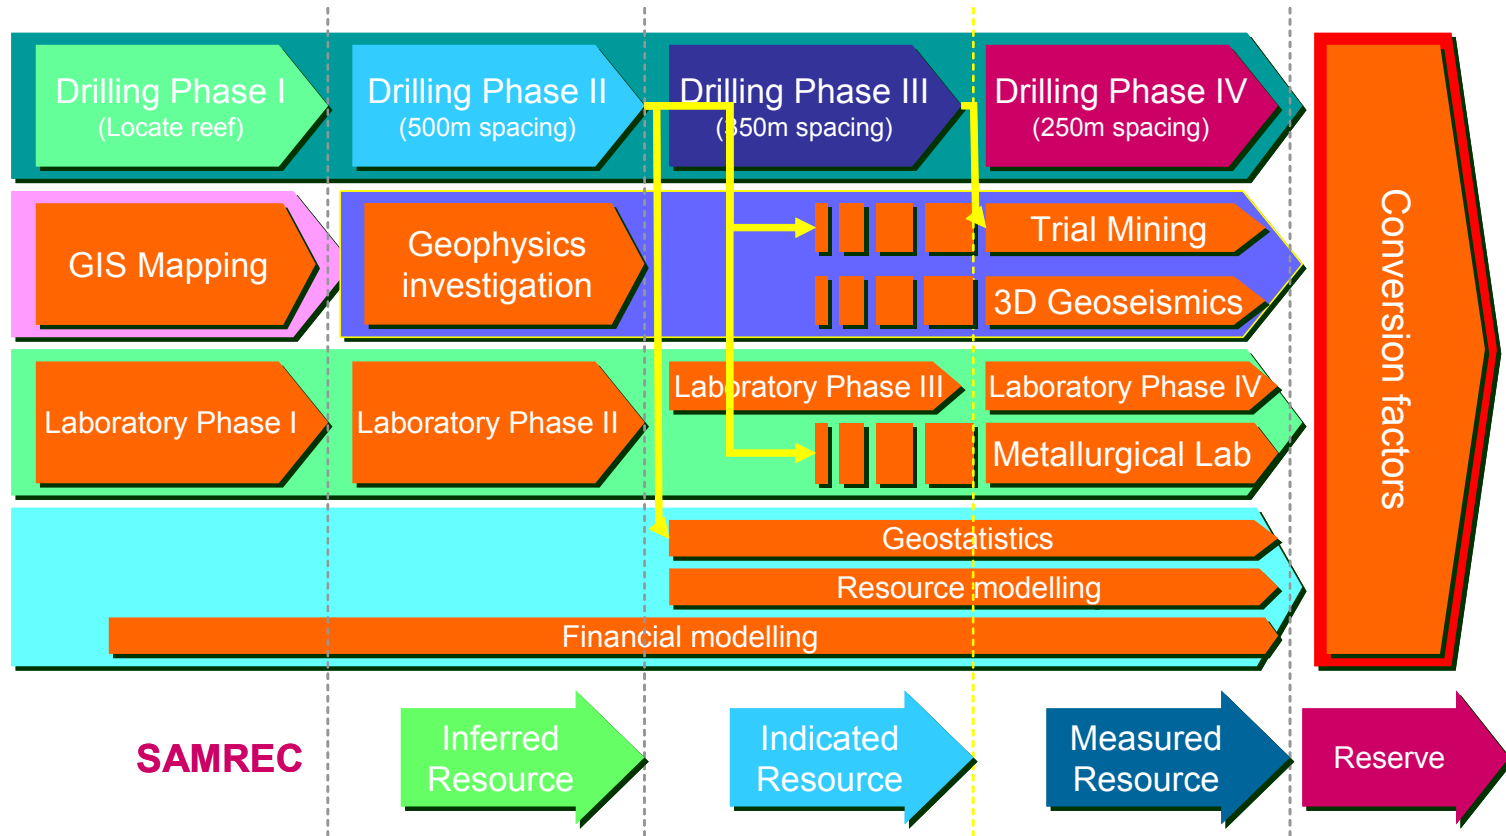 Drilling Phase I
(Locate reef)
Drilling Phase II
(500m spacing)
Drilling Phase III
(350m spacing)
Drilling Phase IV
(250m spacing)
GIS Mapping
Geophysics
investigation
Trial Mining
3D Geoseismics
Laboratory Phase I
Laboratory Phase II
Laboratory Phase III
Laboratory Phase IV
Metallurgical Lab
Geostatistics
Resource modelling
Financial modelling
Conversion factors
SAMREC
Inferred
Resource
Indicated
Resource
Measured
Resource
Reserve